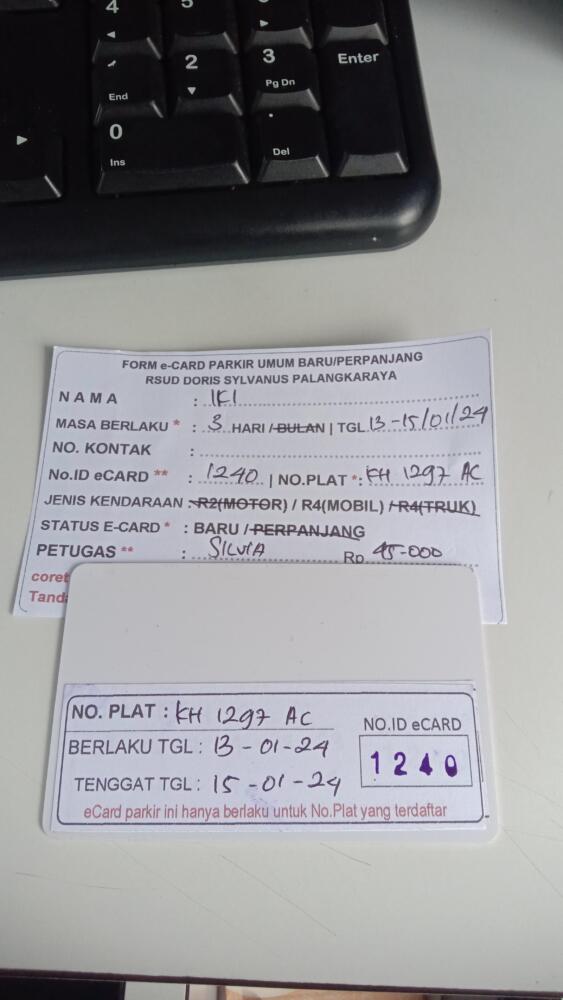 4 5
2 3 Enter
End Pg Dn
0 .
Ins Del
FORM e-CARD PARKIR UMUM BARU/PERPANJANG
RSUD DORIS SYLVANUS PALANGKARAYA
NAMA : IKI
MASA BERLAKU * : 3 HARI / BULAN | TGL 13-15/01/24
NO. KONTAK :
No.ID eCARD ** : 1240 | NO.PLAT *: KH 1297 AC
JENIS KENDARAAN : R2(MOTOR) / R4(MOBIL) / R4(TRUK)
STATUS E-CARD * : BARU / PERPANJANG
PETUGAS ** : SILVIA Rp 45-000
coret
Tand
NO. PLAT : KH 1297 AC
NO.ID eCARD
BERLAKU TGL : 13-01-24
1240
TENGGAT TGL : 15-01-24
eCard parkir ini hanya berlaku untuk No.Plat yang terdaftar